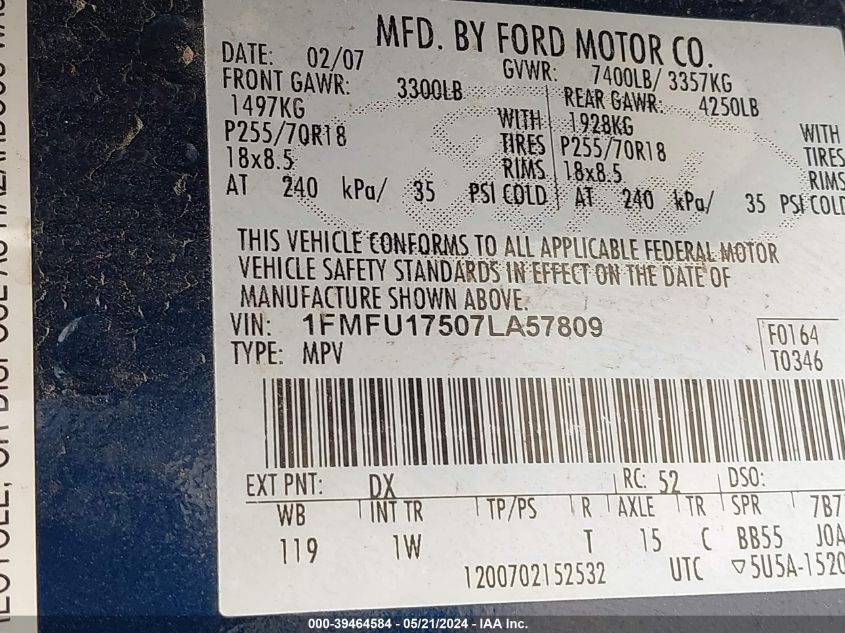 MFD. BY FORD MOTOR CO.
DATE: 02/07 GVWR: 7400LB/ 3357KG
FRONT GAWR: 3300LB REAR GAWR: 4250LB
1497KG WITH 1928KG WITH
P255/70R18 TIRES P255/70R18 TIRES
18x8.5 RIMS 18x8.5 RIMS
AT 240 kPa/ 35 PSI COLD AT 240 kPa/ 35 PSI COLD
THIS VEHICLE CONFORMS TO ALL APPLICABLE FEDERAL MOTOR
VEHICLE SAFETY STANDARDS IN EFFECT ON THE DATE OF
MANUFACTURE SHOWN ABOVE.
VIN: 1FMFU17507LA57809
TYPE: MPV
F0164
T0346
EXT PNT: DX RC: 52 DSO:
WB INT TR TP/PS R AXLE TR SPR 7B7
119 1W T 15 C BB55 J0A
1200702152532 UTC ▽5U5A-1520
000-39464584 - 05/21/2024 - IAA Inc.